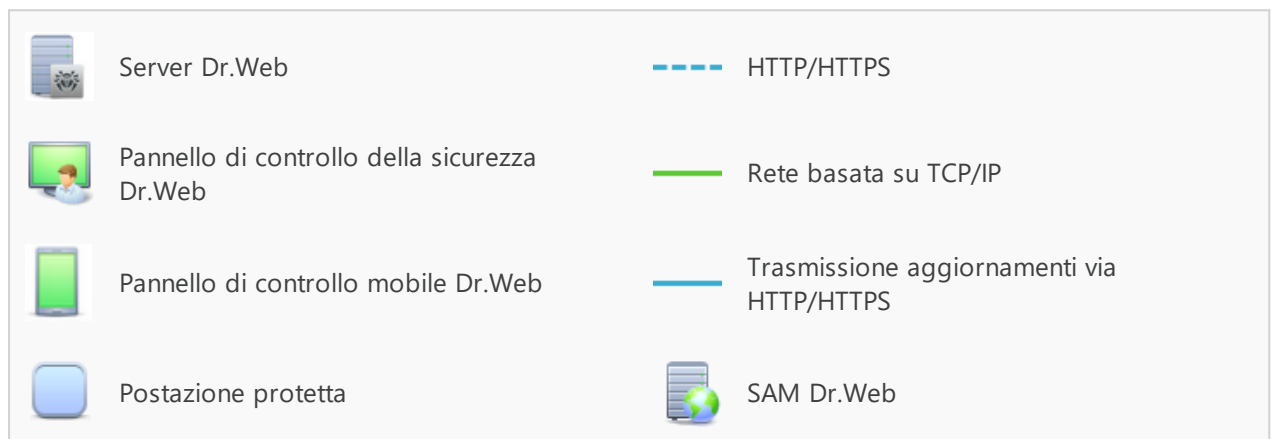 Server Dr.Web
HTTP/HTTPS
Pannello di controllo della sicurezza
Dr.Web
Rete basata su TCP/IP
Pannello di controllo mobile Dr.Web
Trasmissione aggiornamenti via
HTTP/HTTPS
Postazione protetta
SAM Dr.Web